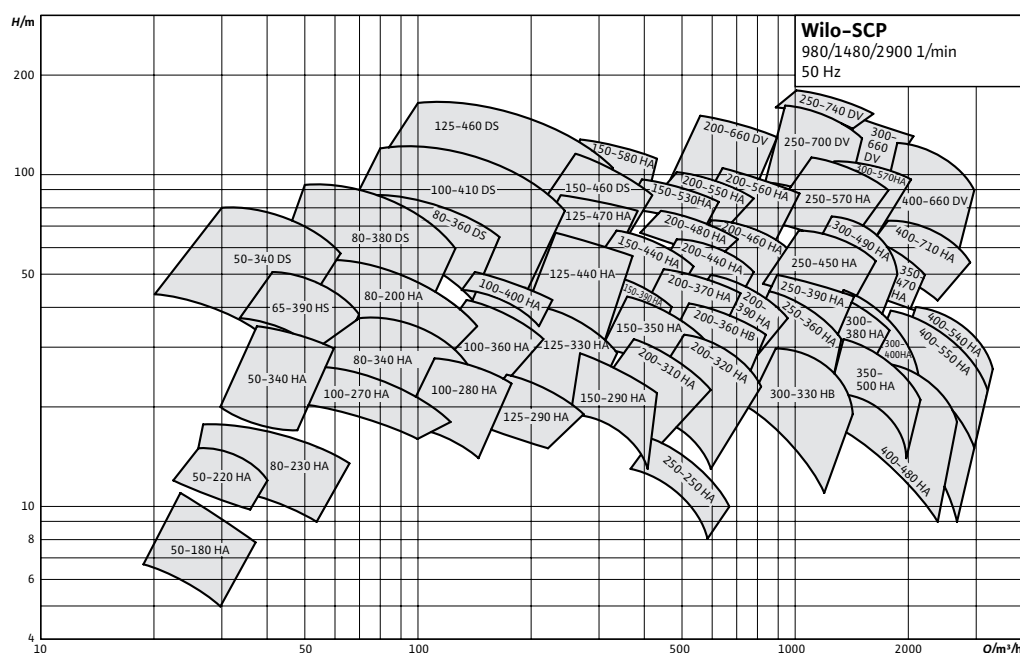 H/m
Wilo-SCP
980/1480/2900 1/min
50 Hz
200
100
50
20
10
8
6
4
250-740 DV
200-660 DV
250-700 DV
300-
660
DV
125-460 DS
150-580 HA
300-570HA
100-410 DS
150-460 DS
150-530HA
200-550 HA
200-560 HA
250-570 HA
400-660 DV
80-360 DS
125-470 HA
200-480 HA
200-460 HA
300-490 HA
400-710 HA
50-340 DS
80-380 DS
125-440 HA
150-440 HA
200-440 HA
250-450 HA
350-
470
HA
65-390 HS
80-200 HA
100-400 HA
150-390HA
200-370 HA
200-
390 HA
250-390 HA
250-360 HA
300-
380 HA
400-540 HA
400-550 HA
80-340 HA
100-360 HA
125-330 HA
150-350 HA
200-360 HB
200-320 HA
300-
400HA
50-340 HA
100-270 HA
100-280 HA
125-290 HA
150-290 HA
200-310 HA
300-330 HB
350-
500 HA
50-220 HA
80-230 HA
250-250 HA
400-480 HA
50-180 HA
10
50
100
200
500
1000
2000
Q/m³/h